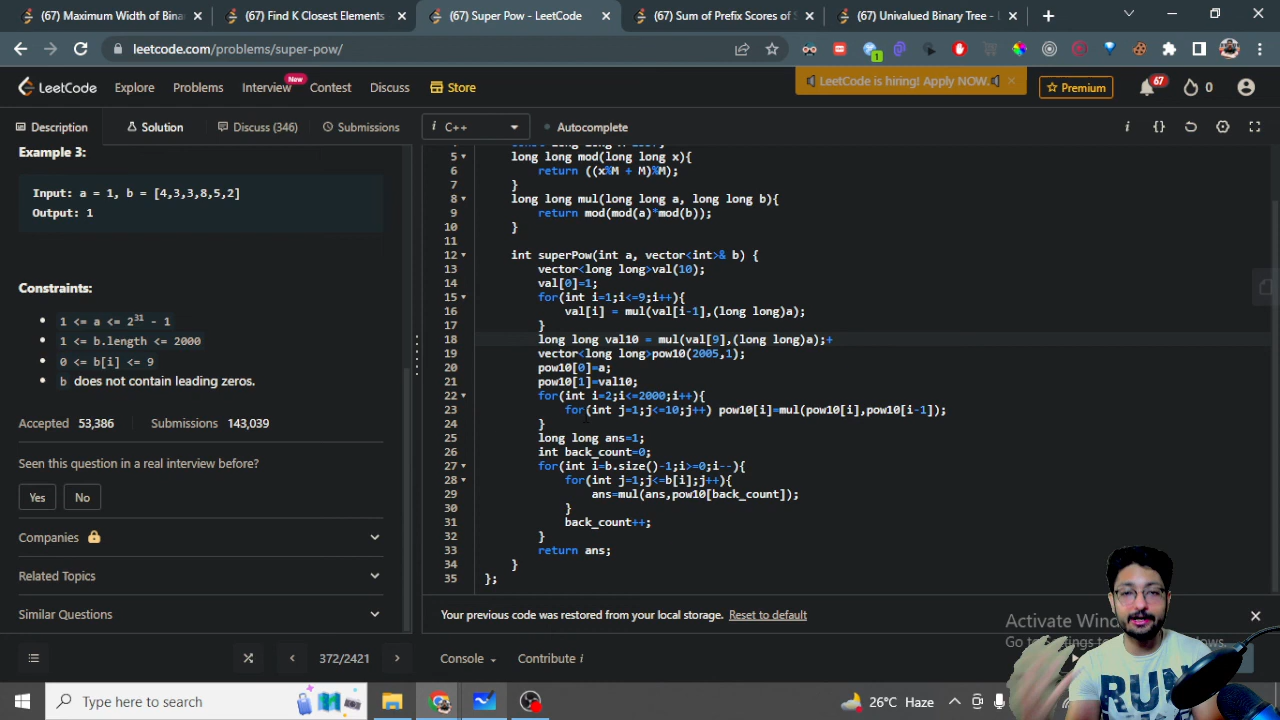 (67) Maximum Width of Bina
(67) Find K Closest Elements
(67) Super Pow - LeetCode
(67) Sum of Prefix Scores of S
(67) Univalued Binary Tree - L
leetcode.com/problems/super-pow/
1
LeetCode
Explore
Problems
Interview
New
Contest
Discuss
Store
LeetCode is hiring! Apply NOW.
Premium
67
0
Description
Solution
Discuss (346)
Submissions
i C++
Autocomplete
Example 3:
Input: a = 1, b = [4,3,3,8,5,2]
Output: 1
Constraints:
1 <= a <= 2^31 - 1
1 <= b.length <= 2000
0 <= b[i] <= 9
b does not contain leading zeros.
Accepted 53,386 Submissions 143,039
Seen this question in a real interview before?
Yes No
Companies
Related Topics
Similar Questions
5 long long mod(long long x){
6 return ((x%M + M)%M);
7 }
8 long long mul(long long a, long long b){
9 return mod(mod(a)*mod(b));
10 }
11
12 int superPow(int a, vector<int>& b) {
13 vector<long long>val(10);
14 val[0]=1;
15 for(int i=1;i<=9;i++){
16 val[i] = mul(val[i-1],(long long)a);
17 }
18 long long val10 = mul(val[9],(long long)a);+
19 vector<long long>pow10(2005,1);
20 pow10[0]=a;
21 pow10[1]=val10;
22 for(int i=2;i<=2000;i++){
23 for(int j=1;j<=10;j++) pow10[i]=mul(pow10[i],pow10[i-1]);
24 }
25 long long ans=1;
26 int back_count=0;
27 for(int i=b.size()-1;i>=0;i--){
28 for(int j=1;j<=b[i];j++){
29 ans=mul(ans,pow10[back_count]);
30 }
31 back_count++;
32 }
33 return ans;
34 }
35 };
Your previous code was restored from your local storage. Reset to default
372/2421
Console
Contribute i
Activate Win
Go to Settings to
RUN
Type here to search
26°C Haze